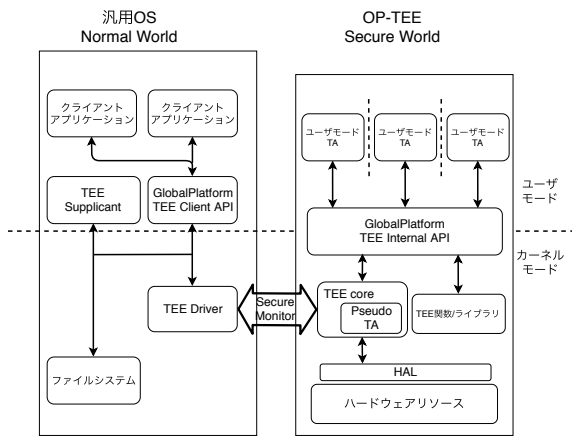 汎用OS
Normal World
OP-TEE
Secure World
クライアント
アプリケーション
クライアント
アプリケーション
ユーザモード
TA
ユーザモード
TA
ユーザモード
TA
TEE
Supplicant
GlobalPlatform
TEE Client API
ユーザ
モード
GlobalPlatform
TEE Internal API
カーネル
モード
TEE Driver
Secure
Monitor
TEE core
Pseudo
TA
TEE関数/ライブラリ
ファイルシステム
HAL
ハードウェアリソース